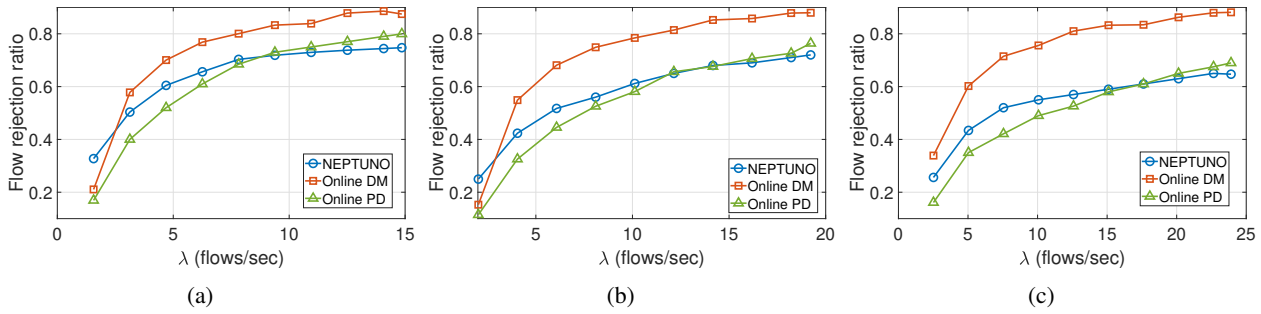 Flow rejection ratio
0.8
0.6
0.4
0.2
NEPTUNO
Online DM
Online PD
0 5 10 15
λ (flows/sec)
(a)
Flow rejection ratio
0.8
0.6
0.4
0.2
NEPTUNO
Online DM
Online PD
5 10 15 20
λ (flows/sec)
(b)
Flow rejection ratio
0.8
0.6
0.4
0.2
NEPTUNO
Online DM
Online PD
0 5 10 15 20 25
λ (flows/sec)
(c)